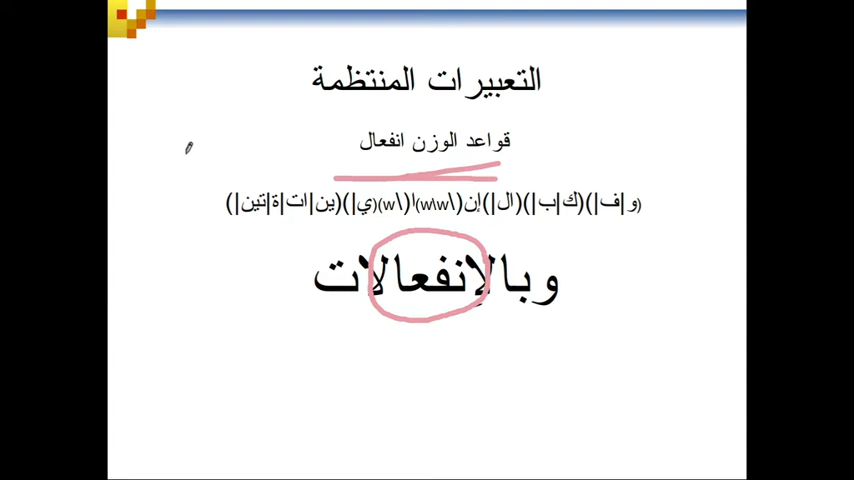 التعبيرات المنتظمة
قواعد الوزن انفعال
(و|ف|)(ك|ب|)(ال|)إن(\w\w)ا(\w)(ي|)(ين|ات|ة|تين|)
وبالإنفعالات